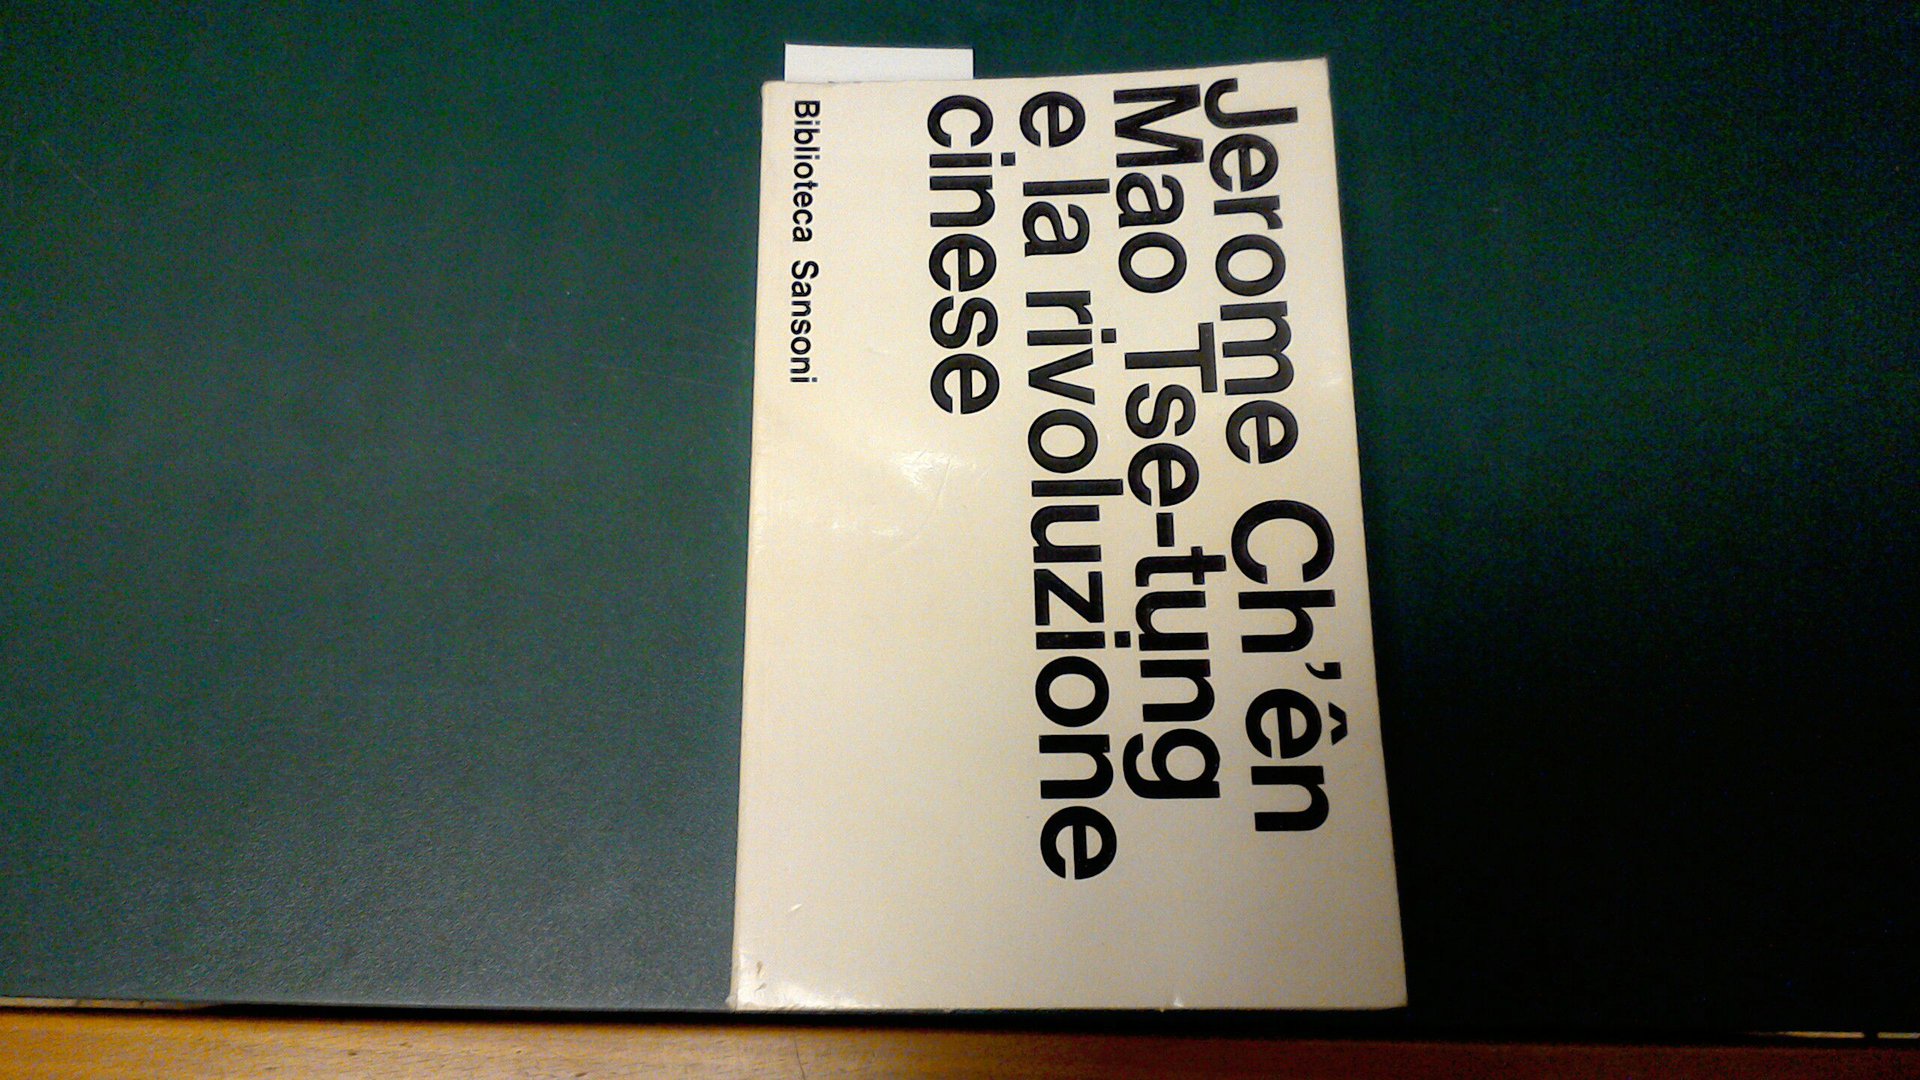 Jerome Ch'ên
Mao Tse-tung
e la rivoluzione
cinese
Biblioteca Sansoni